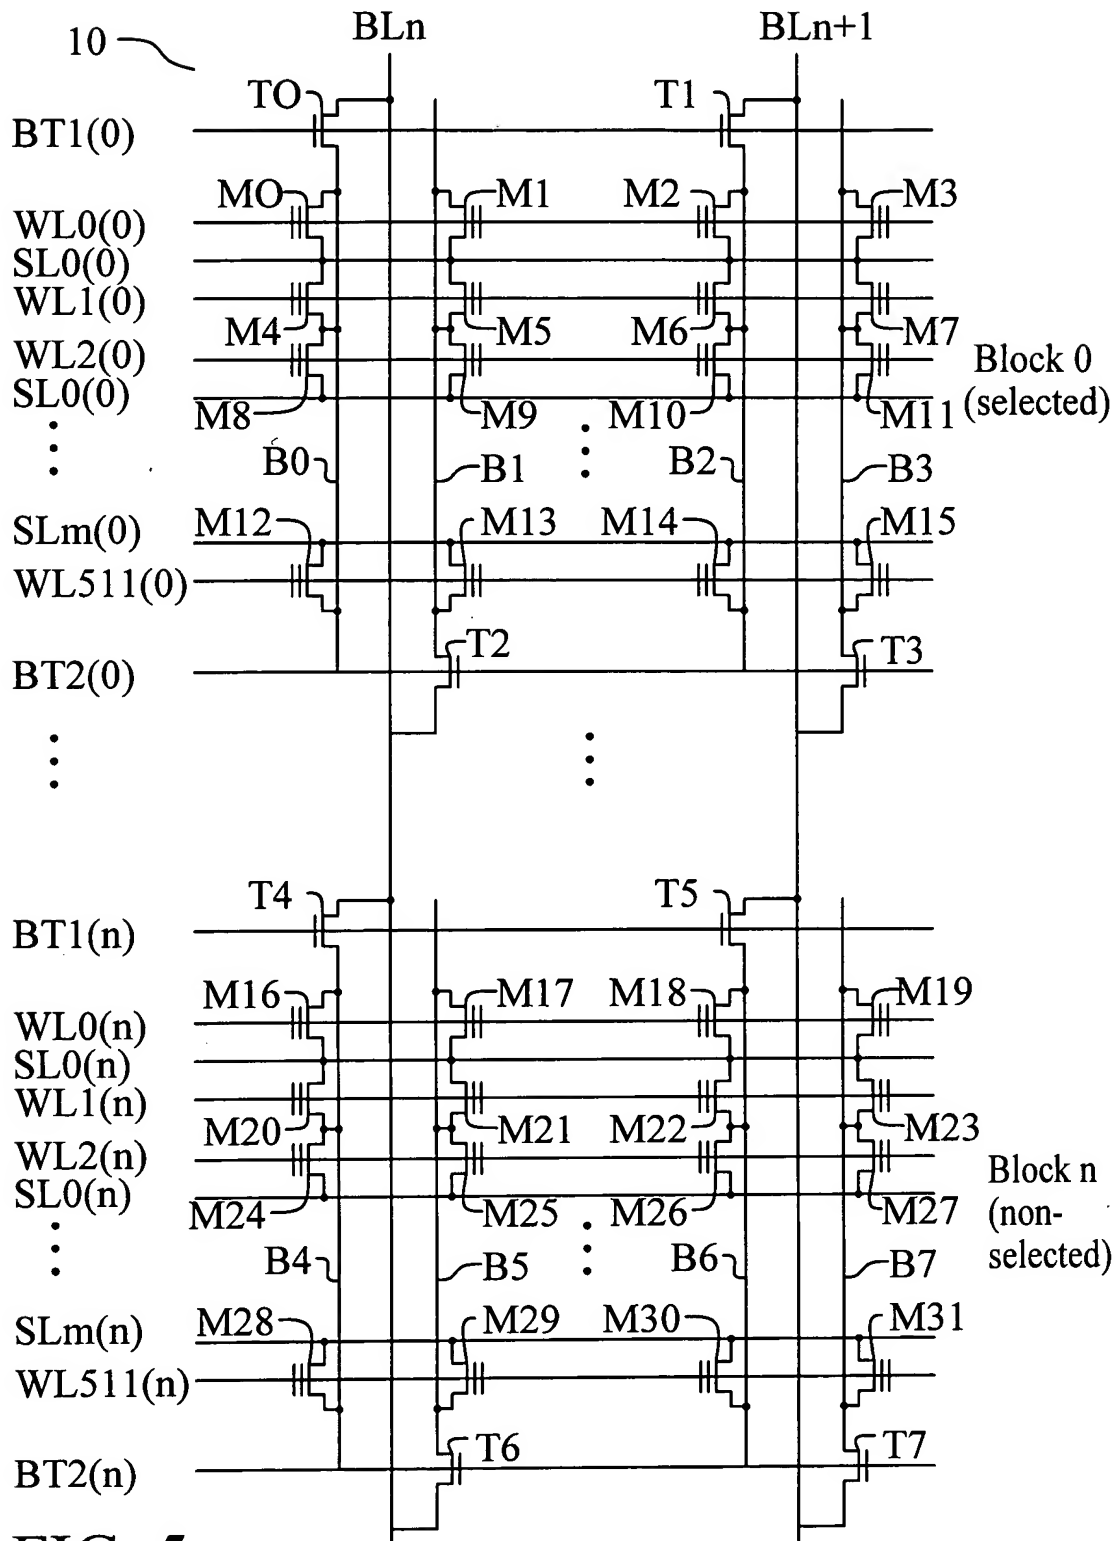 BLn BLn+1
10
TO T1
BT1(0)
MO M1 M2 M3
WL0(0)
SL0(0)
WL1(0)
M4 M5 M6 M7
WL2(0)
Block 0
SL0(0)
(selected)
M8 M9 M10 M11
B0 B1 B2 B3
M12 M13 M14 M15
SLm(0)
WL511(0)
T2 T3
BT2(0)
T4 T5
BT1(n)
M16 M17 M18 M19
WL0(n)
SL0(n)
WL1(n)
M20 M21 M22 M23
WL2(n)
Block n
SL0(n)
M24 M25 M26 M27
(non-
selected)
B4 B5 B6 B7
M28 M29 M30 M31
SLm(n)
WL511(n)
T6 T7
BT2(n)